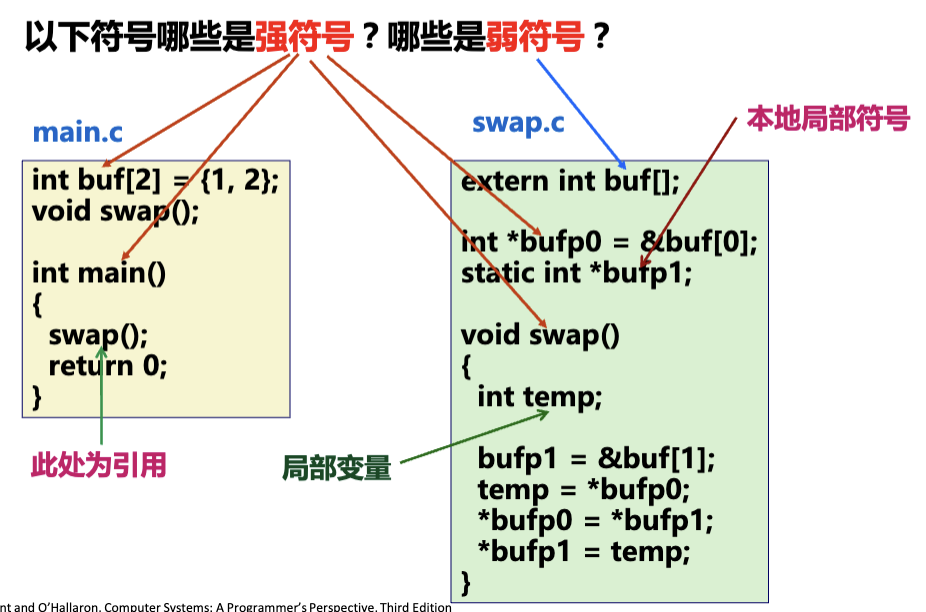 以下符号哪些是强符号？哪些是弱符号？
main.c
int buf[2] = {1, 2};
void swap();
int main()
{
swap();
return 0;
}
此处为引用
swap.c
本地局部符号
extern int buf[];
int *bufp0 = &buf[0];
static int *bufp1;
void swap()
{
int temp;
局部变量
bufp1 = &buf[1];
temp = *bufp0;
*bufp0 = *bufp1;
*bufp1 = temp;
}
nt and O’Hallaron, Computer Systems: A Programmer’s Perspective, Third Edition